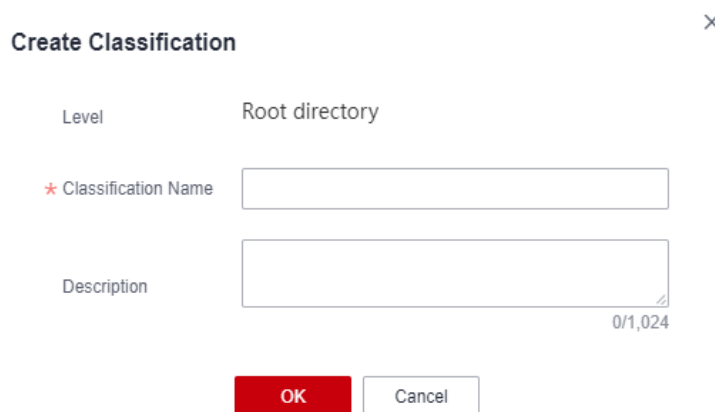 Create Classification
Level Root directory
* Classification Name
Description
0/1,024
OK Cancel